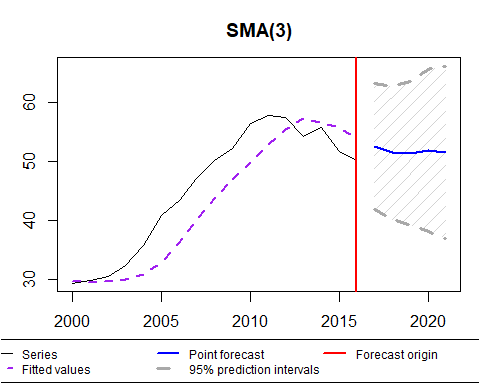 SMA(3)
60
50
40
30
2000 2005 2010 2015 2020
Series Point forecast Forecast origin
Fitted values 95% prediction intervals